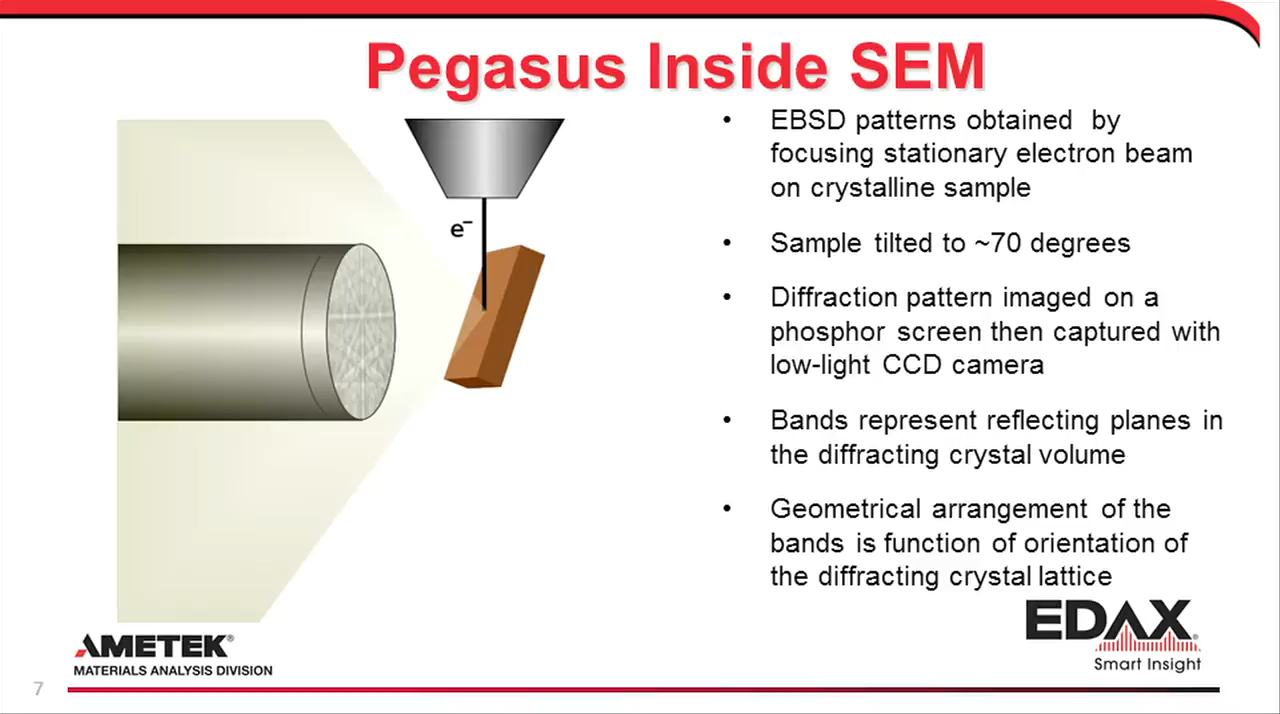 Pegasus Inside SEM
e⁻
• EBSD patterns obtained by
focusing stationary electron beam
on crystalline sample
• Sample tilted to ~70 degrees
• Diffraction pattern imaged on a
phosphor screen then captured with
low-light CCD camera
• Bands represent reflecting planes in
the diffracting crystal volume
• Geometrical arrangement of the
bands is function of orientation of
the diffracting crystal lattice
AMETEK®
MATERIALS ANALYSIS DIVISION
EDAX®
Smart Insight
7